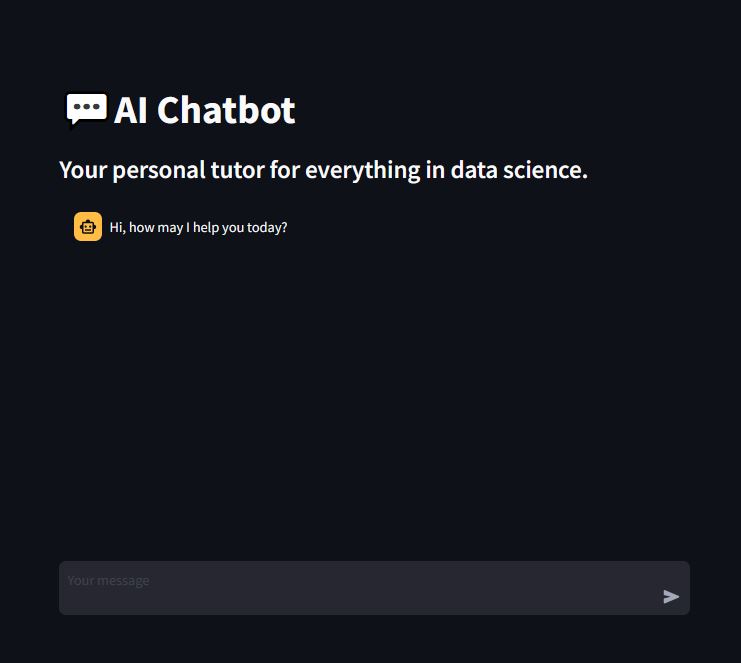 AI Chatbot
Your personal tutor for everything in data science.
Hi, how may I help you today?
Your message